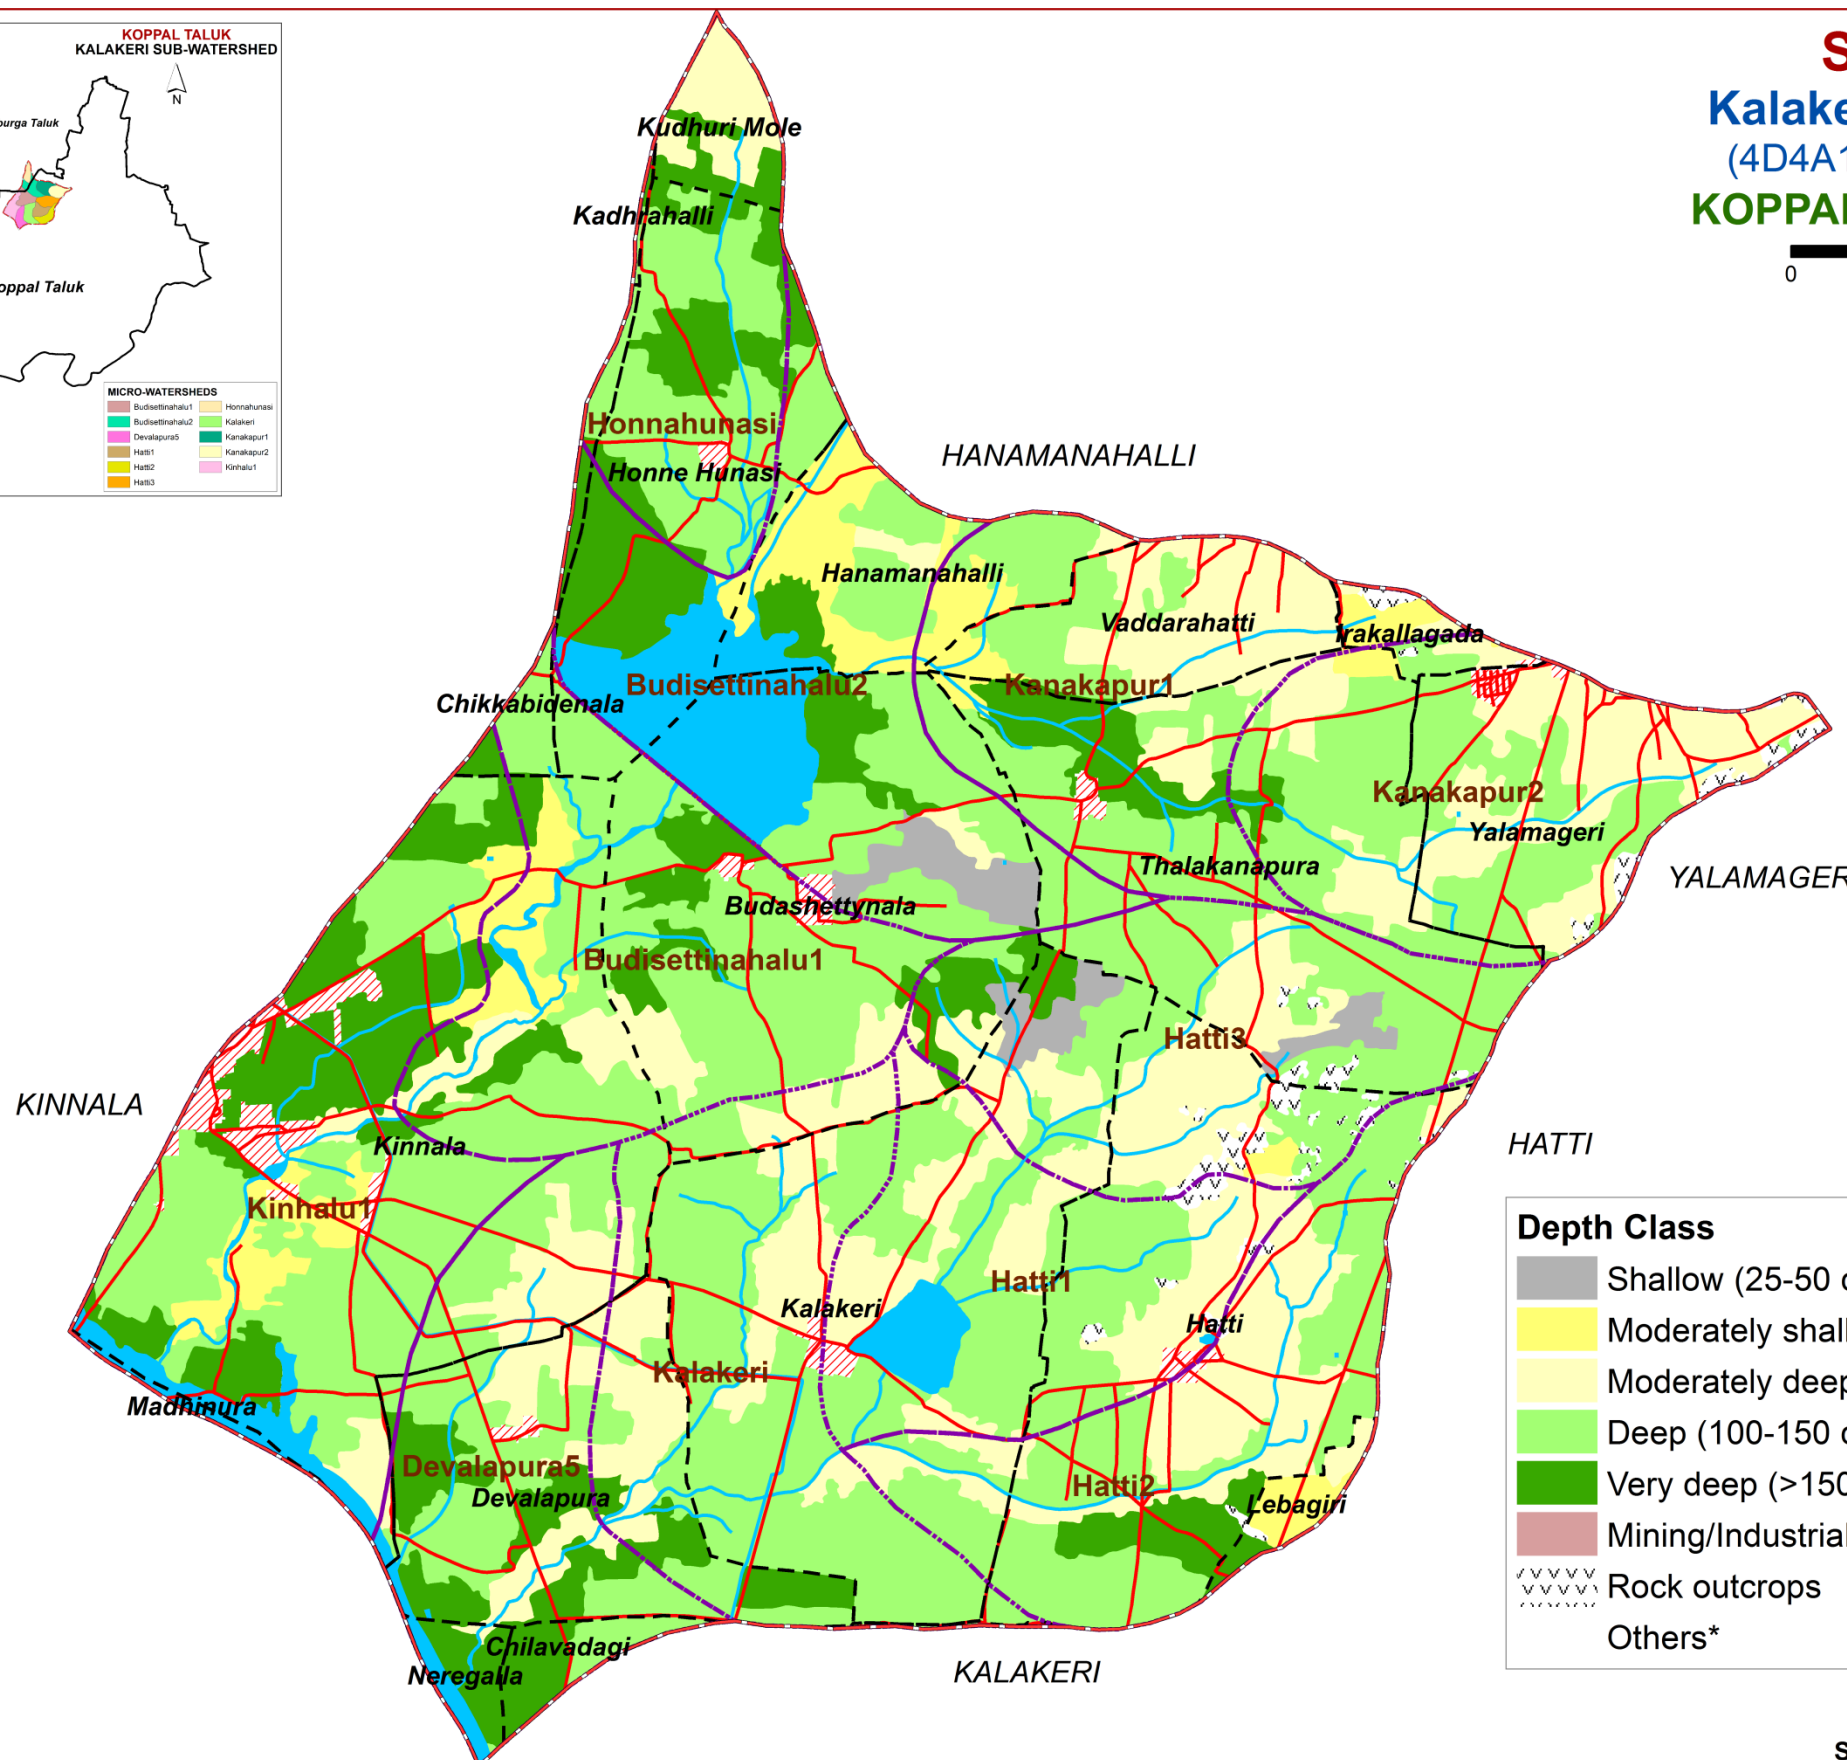 KOPPAL TALUK
KALAKERI SUB-WATERSHED
N
urga Taluk
oppal Taluk
MICRO-WATERSHEDS
Budisettinahalu1
Honnahunasi
Budisettinahalu2
Kalakeri
Devalapura5
Kanakapur1
Hatti1
Kanakapur2
Hatti2
Kinhalu1
Hatti3
S
Kalake
(4D4A1
KOPPAL
0
Kudhuri Mole
Kadhrahalli
Honnahunasi
HANAMANAHALLI
Honne Hunasi
Hanamanahalli
Vaddarahatti
Irakallagada
Budisettinahalu2
Kanakapur1
Chikkabidenala
Kanakapur2
Yalamageri
Thalakanapura
YALAMAGER
Budashettynala
Budisettinahalu1
Hatti3
KINNALA
Kinnala
HATTI
Kinhalu1
Hatti1
Kalakeri
Hatti
Kalakeri
Madhinura
Devalapura5
Devalapura
Hatti2
Lebagiri
Chilavadagi
Neregalla
KALAKERI
Depth Class
Shallow (25-50 c
Moderately shall
Moderately deep
Deep (100-150 c
Very deep (>150
Mining/Industrial
Rock outcrops
Others*
s